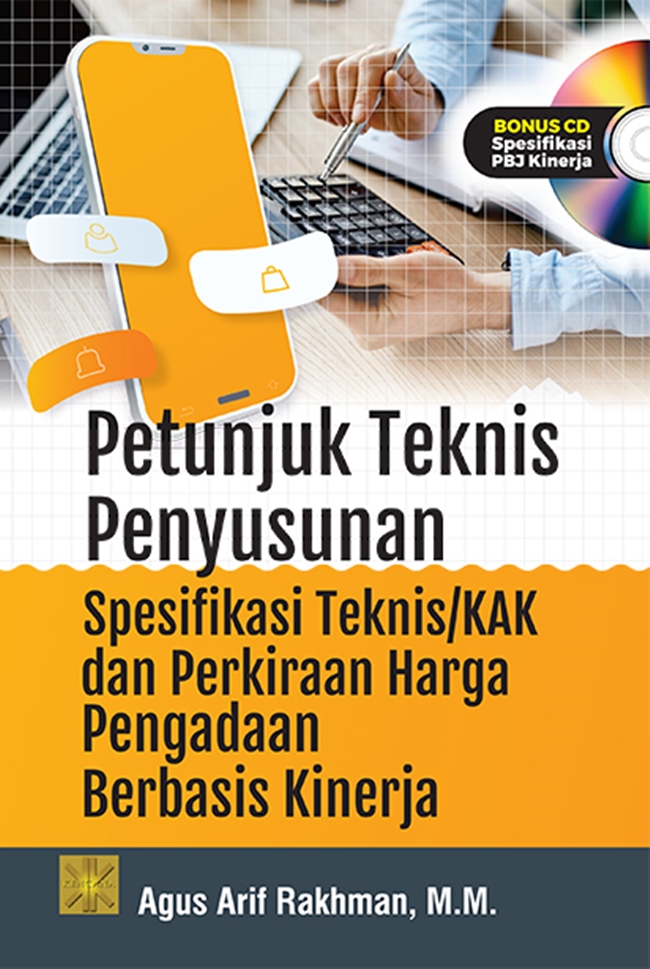 BONUS CD
Spesifikasi
PBJ Kinerja
Petunjuk Teknis
Penyusunan
Spesifikasi Teknis/KAK
dan Perkiraan Harga
Pengadaan
Berbasis Kinerja
KENCANA
Agus Arif Rakhman, M.M.